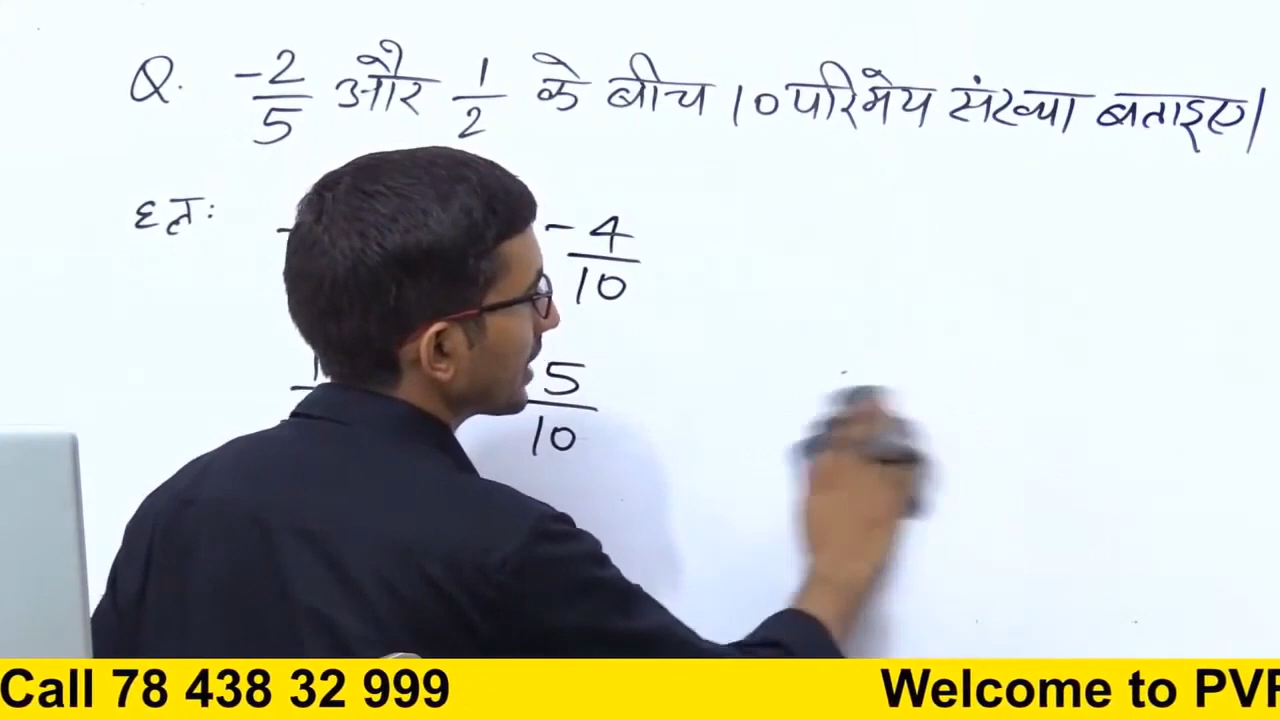 Q. -2/5 और 1/2 के बीच 10 परिमेय संख्या बताइए।
हल:
-4/10
5/10
Call 78 438 32 999 Welcome to